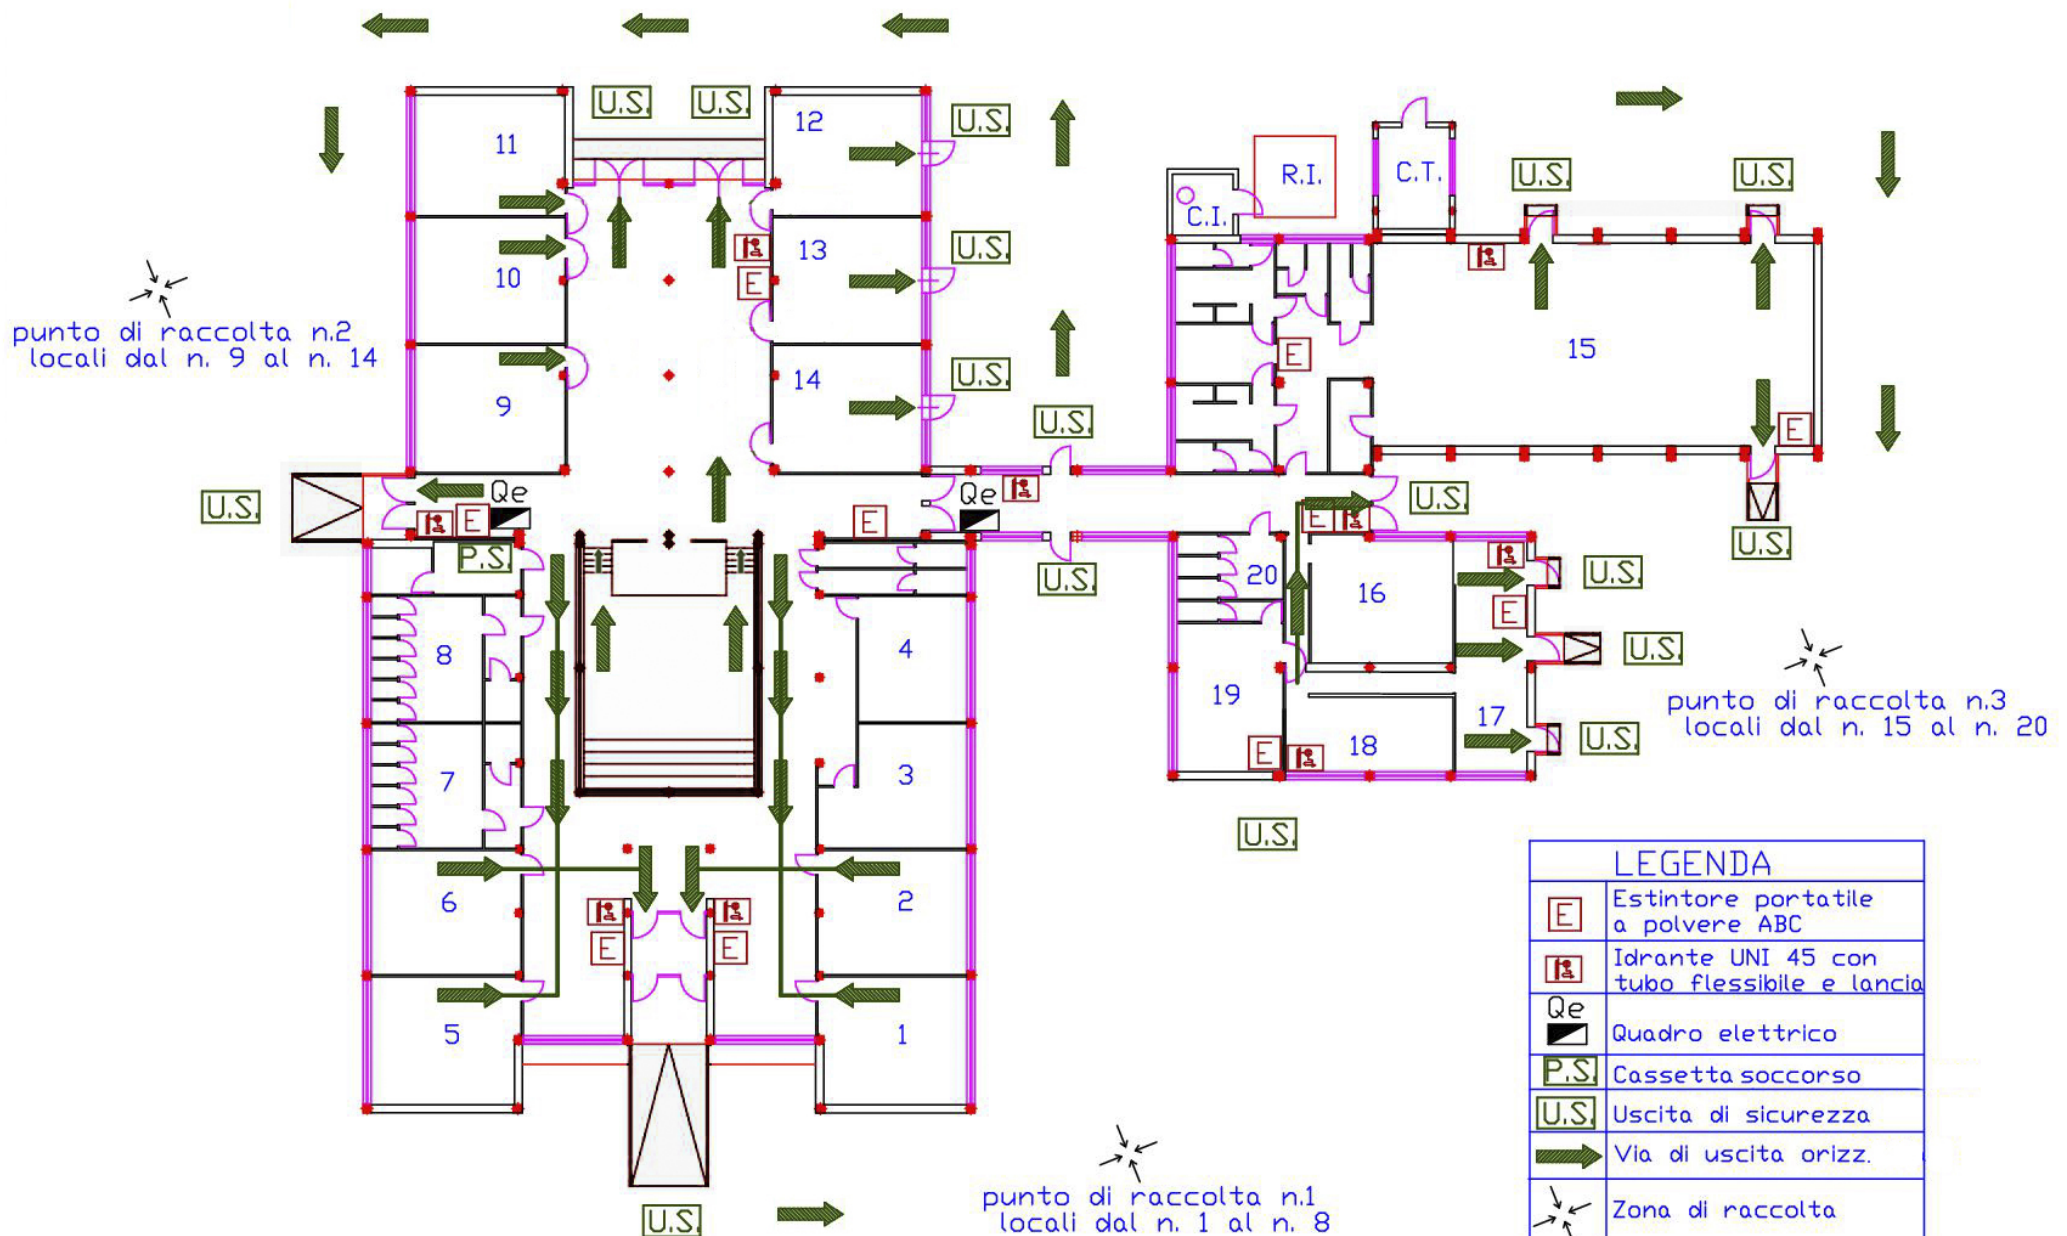 U.S. U.S.
11
12
U.S.
C.I.
R.I.
C.T.
U.S.
U.S.
10
13
E
U.S.
punto di raccolta n.2
locali dal n. 9 al n. 14
9
14
U.S.
E
15
E
U.S.
U.S.
Qe
E
E
Qe
E
U.S.
U.S.
P.S.
U.S.
20
16
U.S.
E
8
4
U.S.
punto di raccolta n.3
locali dal n. 15 al n. 20
19
17
U.S.
18
E
7
3
U.S.
6
2
E
E
5
1
U.S.
punto di raccolta n.1
locali dal n. 1 al n. 8
LEGENDA
E Estintore portatile
a polvere ABC
Idrante UNI 45 con
tubo flessibile e lancia
Qe
Quadro elettrico
P.S. Cassetta soccorso
U.S. Uscita di sicurezza
Via di uscita orizz.
Zona di raccolta